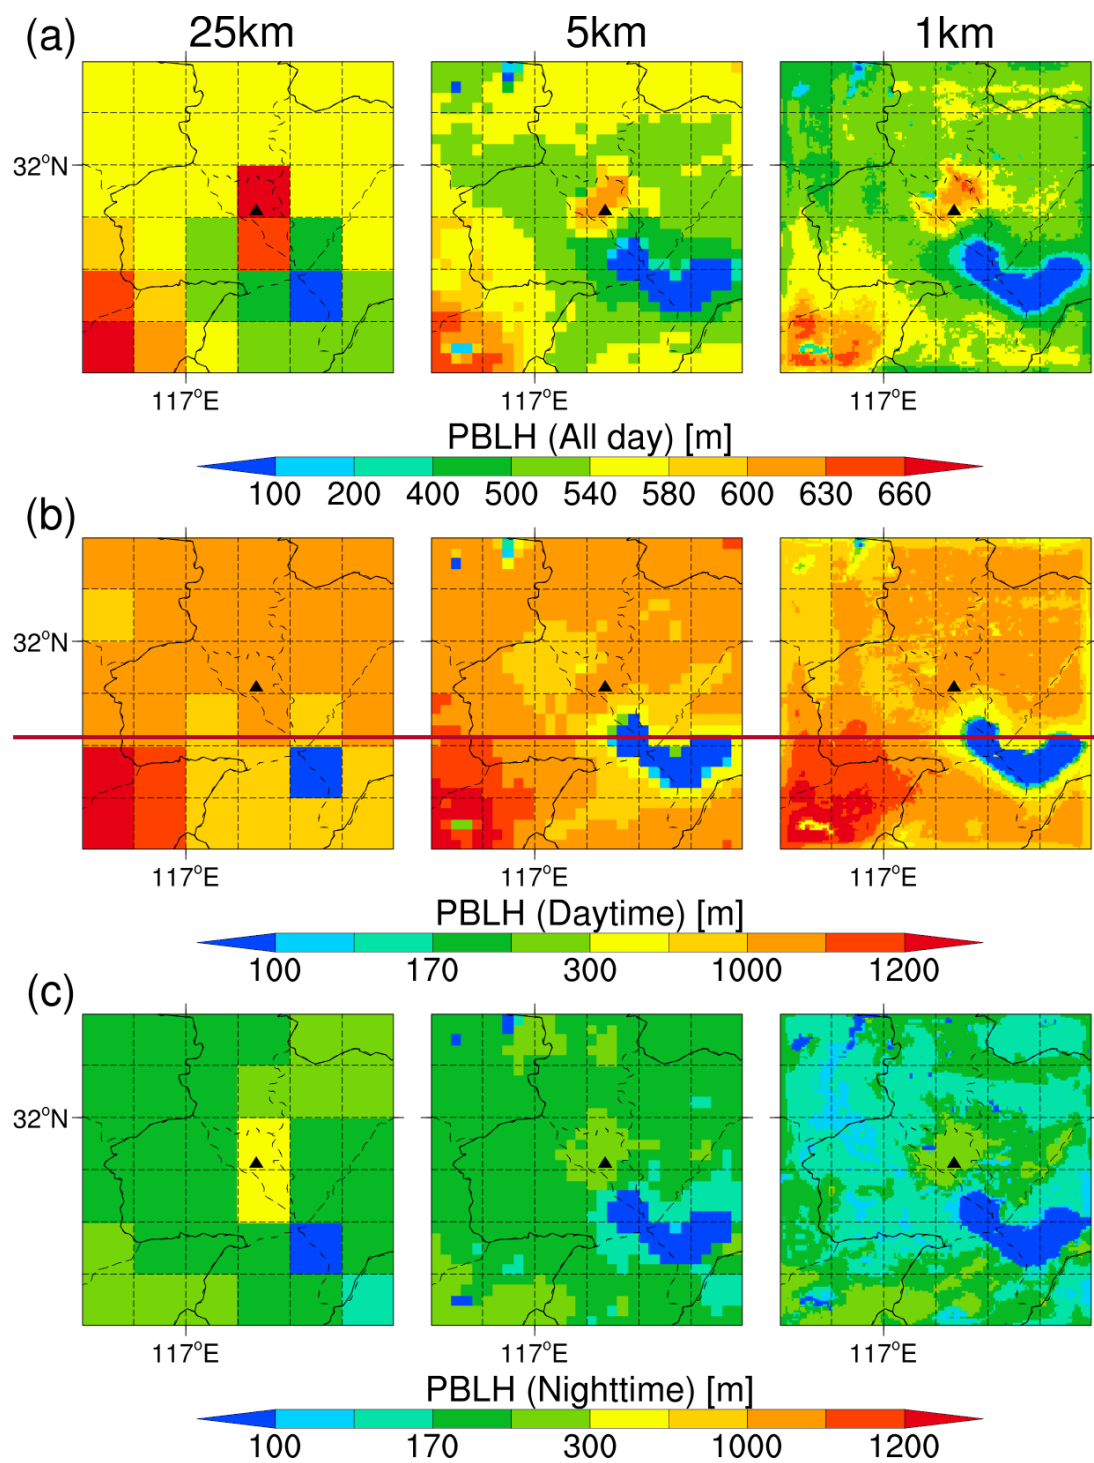 (a) 25km 5km 1km
32°N
117°E 117°E 117°E
PBLH (All day) [m]
100 200 400 500 540 580 600 630 660
(b)
32°N
117°E 117°E 117°E
PBLH (Daytime) [m]
100 170 300 1000 1200
(c)
32°N
117°E 117°E 117°E
PBLH (Nighttime) [m]
100 170 300 1000 1200